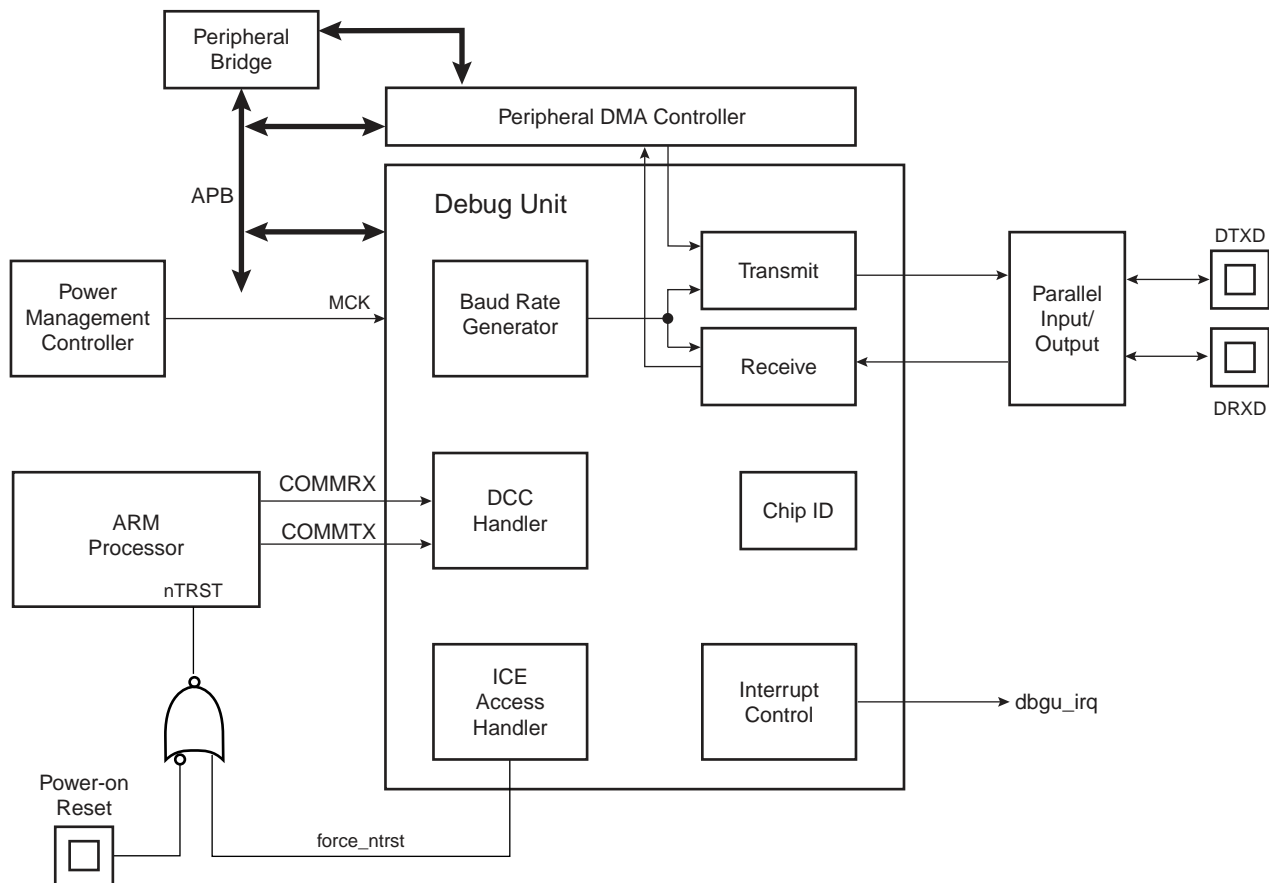 Peripheral
Bridge
Peripheral DMA Controller
APB
Debug Unit
Transmit
DTXD
Power
Management
Controller
MCK
Baud Rate
Generator
Parallel
Input/
Output
Receive
DRXD
ARM
Processor
nTRST
COMMRX
COMMTX
DCC
Handler
Chip ID
ICE
Access
Handler
Interrupt
Control
dbgu_irq
Power-on
Reset
force_ntrst